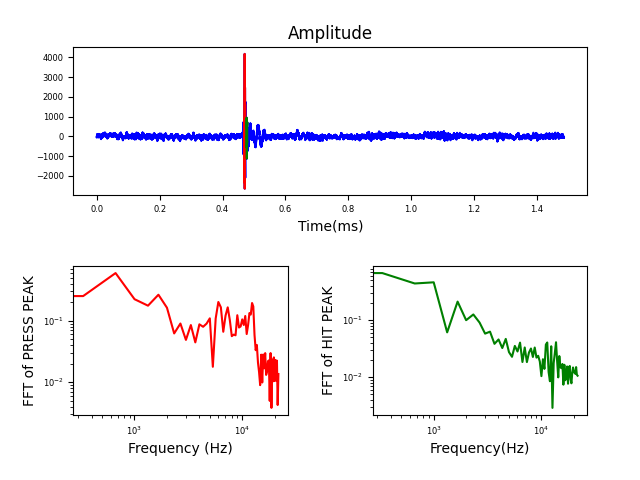 Amplitude
4000
3000
2000
1000
0
−1000
−2000
0.0 0.2 0.4 0.6 0.8 1.0 1.2 1.4
Time(ms)
FFT of PRESS PEAK
10⁻¹
10⁻²
10³ 10⁴
Frequency (Hz)
FFT of HIT PEAK
10⁻¹
10⁻²
10³ 10⁴
Frequency(Hz)